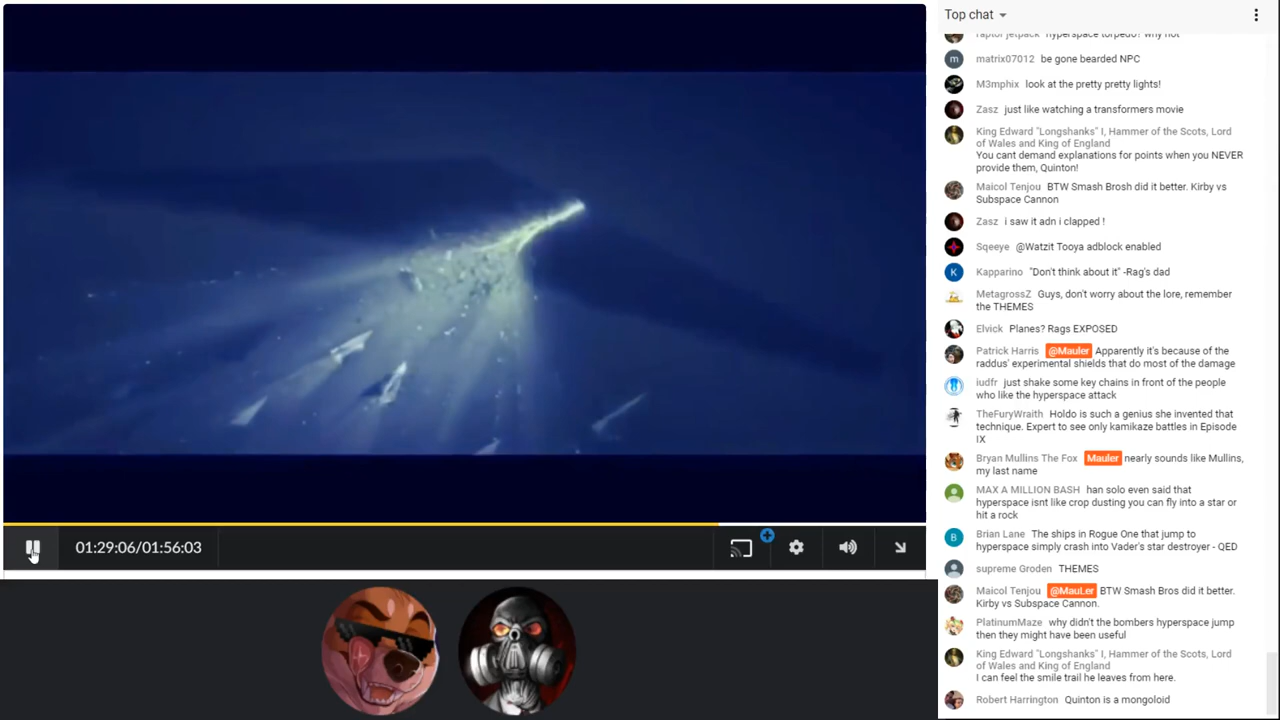 Top chat
raptor jetpack hyperspace torpedo? why not
m
matrix07012 be gone bearded NPC
M3mphix look at the pretty pretty lights!
Zasz just like watching a transformers movie
King Edward "Longshanks" I, Hammer of the Scots, Lord
of Wales and King of England
You cant demand explanations for points when you NEVER
provide them, Quinton!
Maicol Tenjou BTW Smash Brosh did it better. Kirby vs
Subspace Cannon
Zasz i saw it adn i clapped !
Sqeeye @Watzit Tooya adblock enabled
K
Kapparino "Don't think about it" -Rag's dad
MetagrossZ Guys, don't worry about the lore, remember
the THEMES
Elvick Planes? Rags EXPOSED
Patrick Harris @Mauler Apparently it's because of the
raddus' experimental shields that do most of the damage
iudfr just shake some key chains in front of the people
who like the hyperspace attack
TheFuryWraith Holdo is such a genius she invented that
technique. Expert to see only kamikaze battles in Episode
IX
Bryan Mullins The Fox Mauler nearly sounds like Mullins,
my last name
MAX A MILLION BASH han solo even said that
hyperspace isnt like crop dusting you can fly into a star or
hit a rock
B
Brian Lane The ships in Rogue One that jump to
hyperspace simply crash into Vader's star destroyer - QED
supreme Groden THEMES
Maicol Tenjou @MauLer BTW Smash Bros did it better.
Kirby vs Subspace Cannon.
PlatinumMaze why didn't the bombers hyperspace jump
then they might have been useful
King Edward "Longshanks" I, Hammer of the Scots, Lord
of Wales and King of England
I can feel the smile trail he leaves from here.
Robert Harrington Quinton is a mongoloid
01:29:06/01:56:03